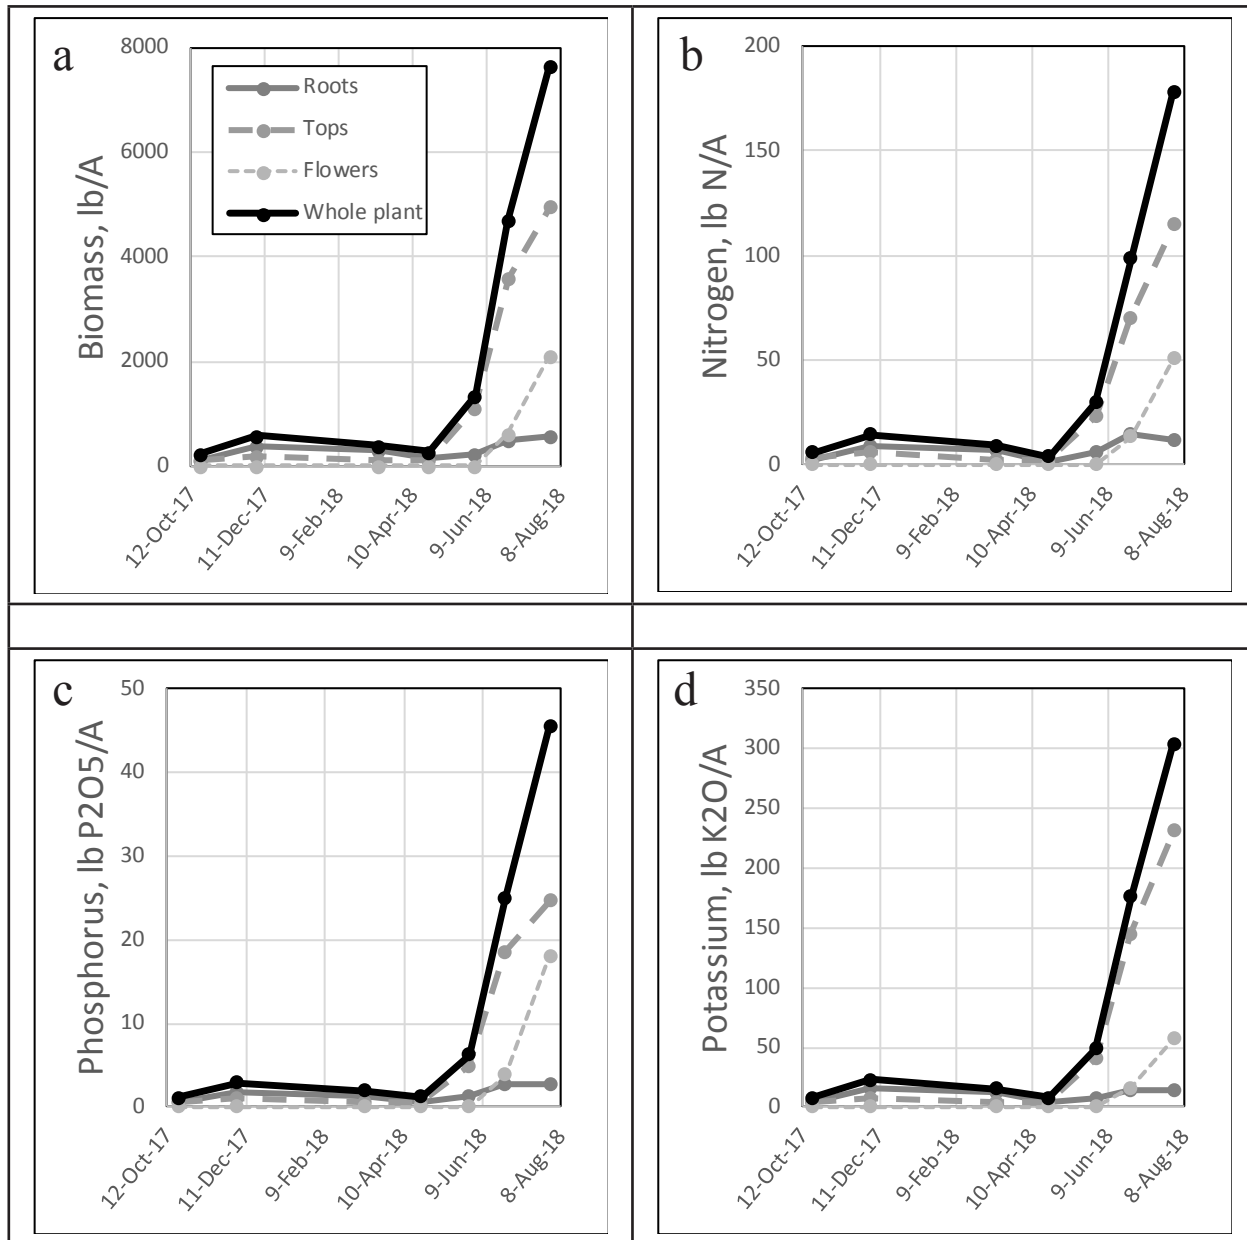 a
Biomass, lb/A
8000
6000
4000
2000
0
Roots
Tops
Flowers
Whole plant
12-Oct-17
11-Dec-17
9-Feb-18
10-Apr-18
9-Jun-18
8-Aug-18
b
Nitrogen, lb N/A
200
150
100
50
0
12-Oct-17
11-Dec-17
9-Feb-18
10-Apr-18
9-Jun-18
8-Aug-18
c
Phosphorus, lb P2O5/A
50
40
30
20
10
0
12-Oct-17
11-Dec-17
9-Feb-18
10-Apr-18
9-Jun-18
8-Aug-18
d
Potassium, lb K2O/A
350
300
250
200
150
100
50
0
12-Oct-17
11-Dec-17
9-Feb-18
10-Apr-18
9-Jun-18
8-Aug-18